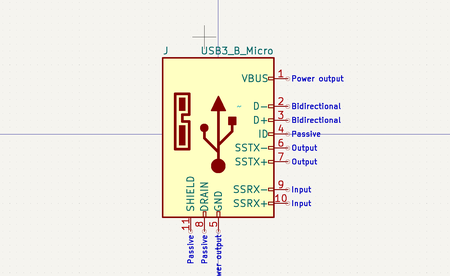 J USB3_B_Micro
VBUS 1 Power output
D- 2 Bidirectional
D+ 3 Bidirectional
ID 4 Passive
SSTX- 6 Output
SSTX+ 7 Output
SSRX- 9 Input
SSRX+ 10 Input
SHIELD 11 Passive
DRAIN 8 Passive
GND 5 wer output